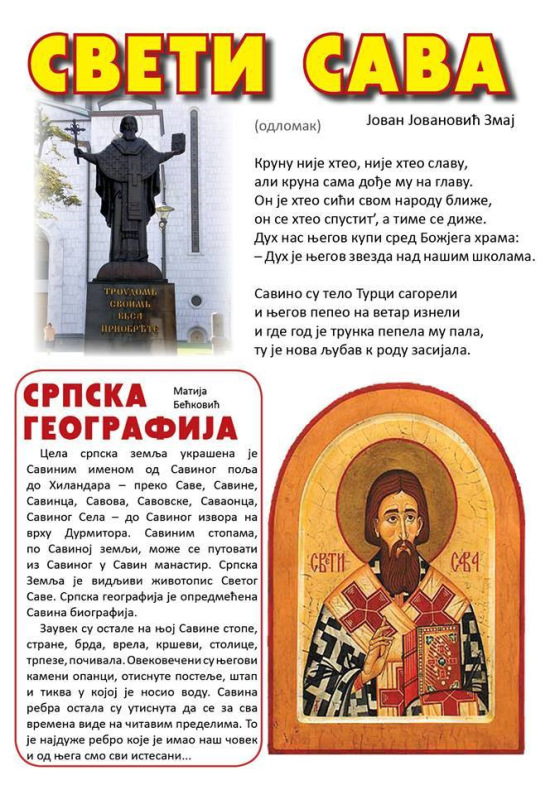 СВЕТИ САВА
(одломак)
Јован Јовановић Змај
Круну није хтео, није хтео славу,
али круна сама дође му на главу.
Он је хтео сићи свом народу ближе,
он се хтео спустит’, а тиме се диже.
Дух нас његов купи сред Божјега храма:
– Дух је његов звезда над нашим школама.
Савино су тело Турци сагорели
и његов пепео на ветар изнели
и где год је трунка пепела му пала,
ту је нова љубав к роду засијала.
ТРОУДОМЬ
СВОИМЬ
ВЬСА
ПРИОБРѢТЕ
СРПСКА
ГЕОГРАФИЈА
Матија
Бећковић
Цела српска земља украшена је
Савиним именом од Савиног поља
до Хиландара – преко Саве, Савине,
Савинца, Савова, Савовске, Саваонца,
Савиног Села – до Савиног извора на
врху Дурмитора. Савиним стопама,
по Савиној земљи, може се путовати
из Савиног у Савин манастир. Српска
Земља је видљиви животопис Светог
Саве. Српска географија је опредмећена
Савина биографија.
Заувек су остале на њој Савине стопе,
стране, брда, врела, кршеви, столице,
трпезе, почивала. Овековечени су његови
камени опанци, отиснуте постеље, штап
и тиква у којој је носио воду. Савина
ребра остала су утиснута да се за сва
времена виде на читавим пределима. То
је најдуже ребро које је имао наш човек
и од њега смо сви истесани...
СВЕТИ САВА